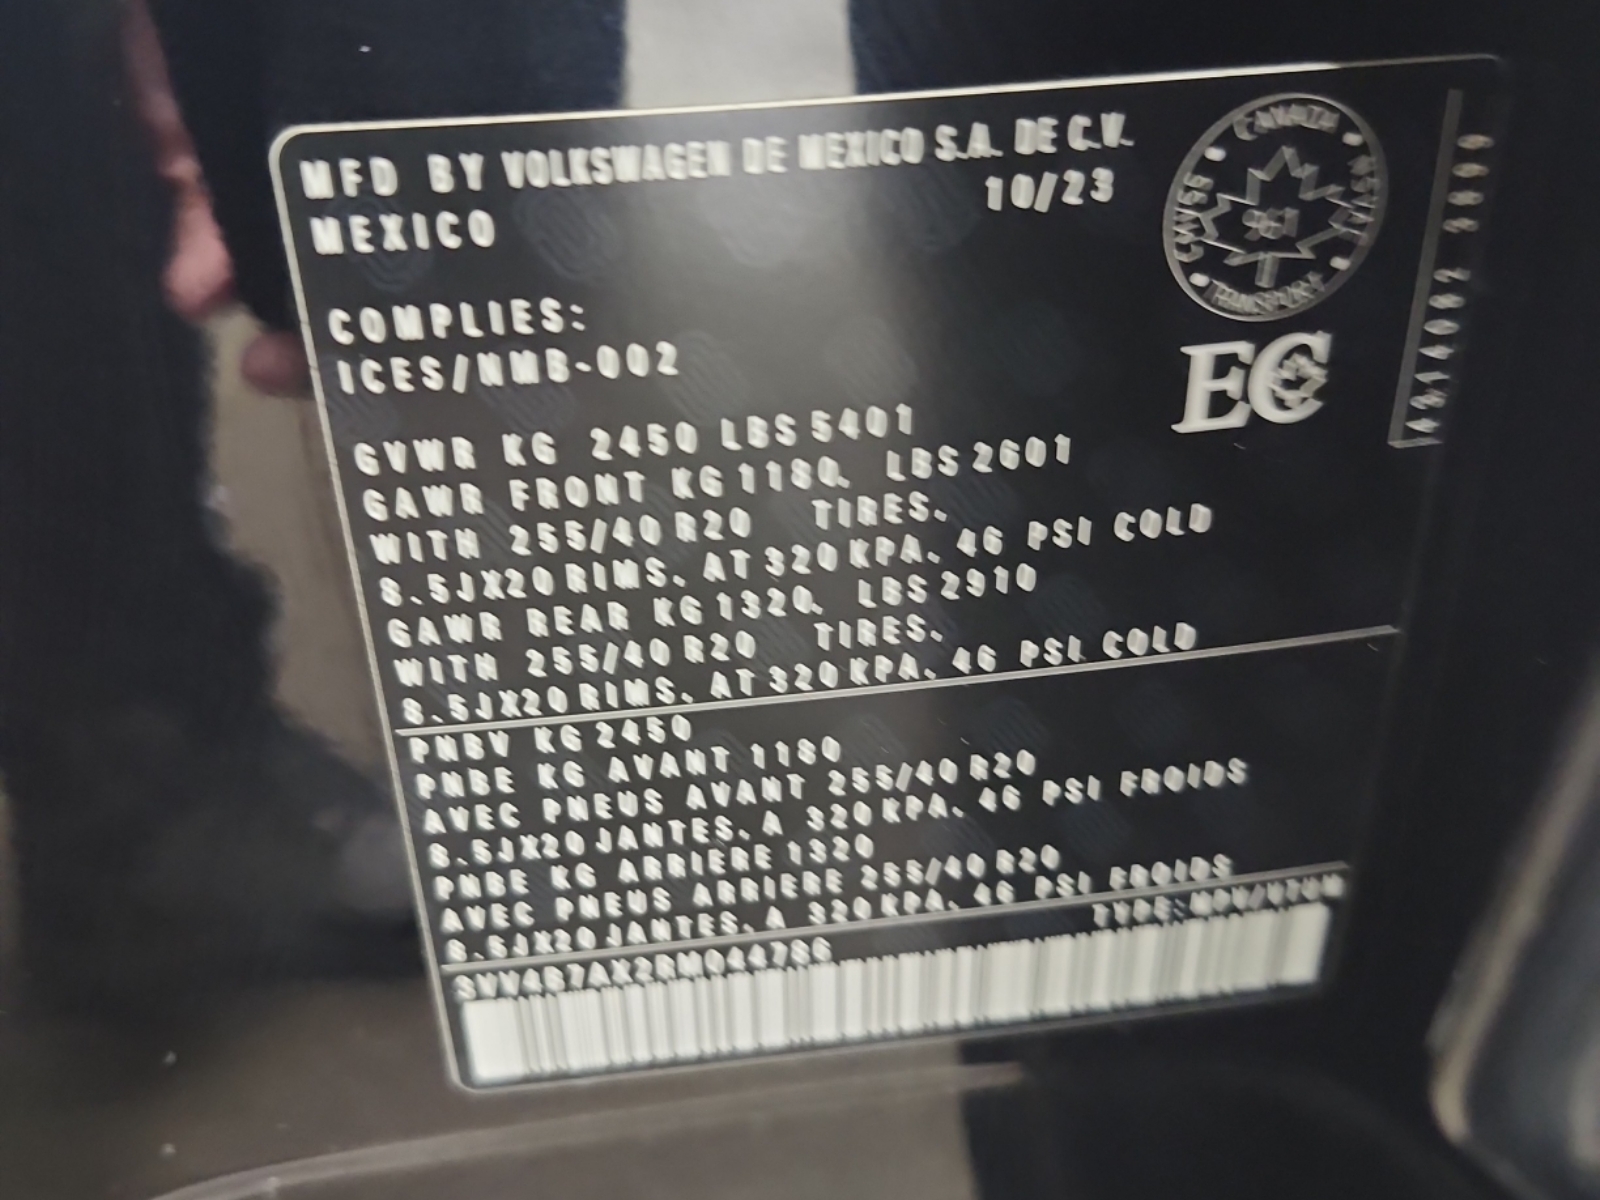 MFD BY VOLKSWAGEN DE MEXICO S.A. DE C.V.
MEXICO 10/23
COMPLIES:
ICES/NMB-002
GVWR KG 2450 LBS 5401
GAWR FRONT KG 1180, LBS 2601
WITH 255/40 R20 TIRES,
8.5JX20 RIMS, AT 320 KPA, 46 PSI COLD
GAWR REAR KG 1320, LBS 2910
WITH 255/40 R20 TIRES,
8.5JX20 RIMS, AT 320 KPA, 46 PSI COLD
PNBV KG 2450
PNBE KG AVANT 1180
AVEC PNEUS AVANT 255/40 R20
8.5JX20 JANTES, A 320 KPA, 46 PSI FROIDS
PNBE KG ARRIERE 1320
AVEC PNEUS ARRIERE 255/40 R20
8.5JX20 JANTES, A 320 KPA, 46 PSI FROIDS
TYPE:MPV/VTUM
CANADA
TRANSPORT
EC